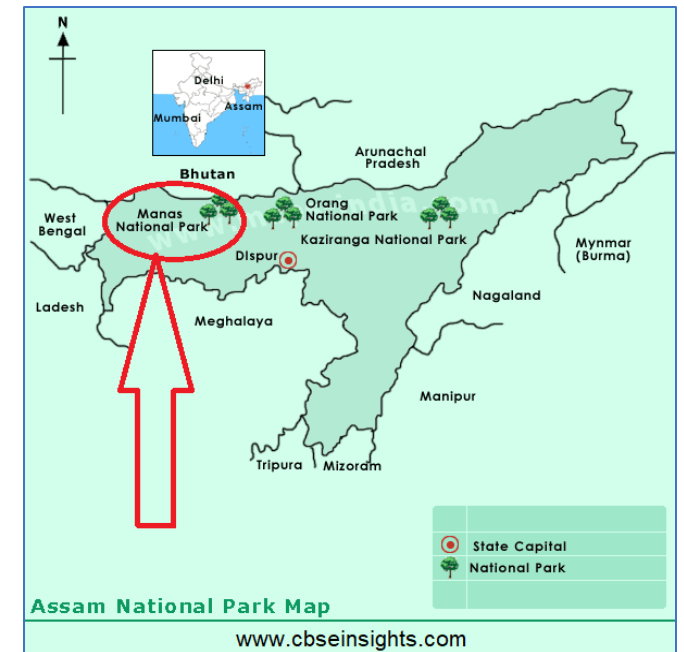 N
Delhi
Assam
Mumbai
Arunachal
Pradesh
Bhutan
Manas
National Park
Orang
National Park
Kaziranga National Park
West
Bengal
Dispur
Mynmar
(Burma)
Ladesh
Nagaland
Meghalaya
Manipur
Tripura
Mizoram
State Capital
National Park
Assam National Park Map
www.cbseinsights.com